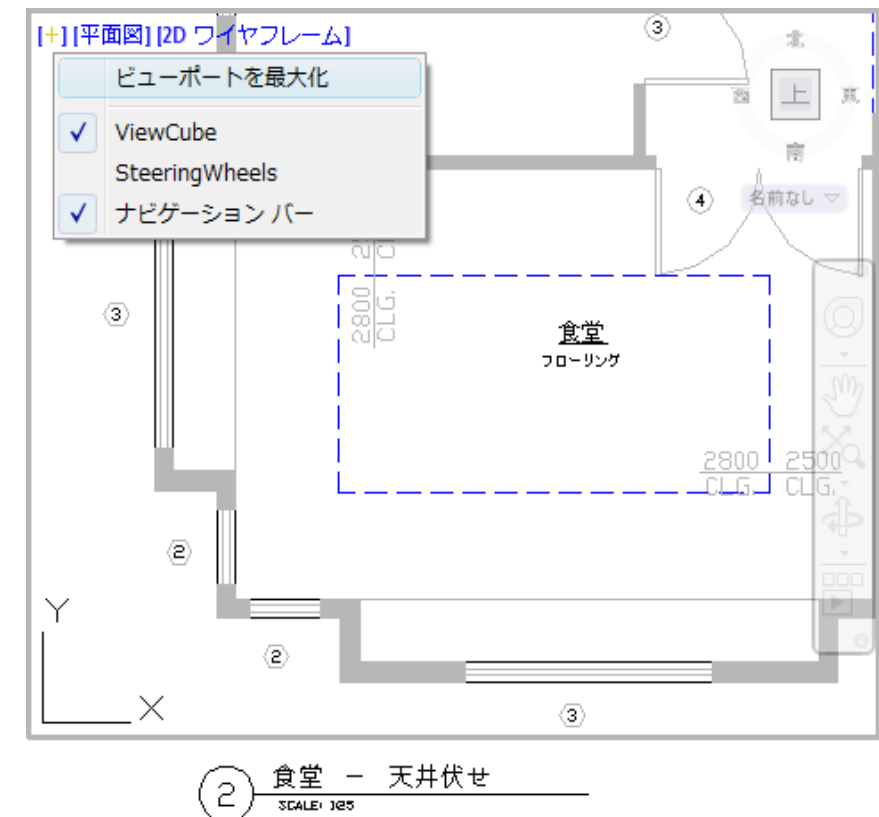 [+] [平面図] [2D ワイヤフレーム]
ビューポートを最大化
ViewCube
SteeringWheels
ナビゲーション バー
3
北
西
上
東
南
4
名前なし
3
2800
CLG.
食堂
フローリング
2800 2500
CLG. CLG.
2
Y
2
X
3
2
食堂 － 天井伏せ
SCALE: 1:25